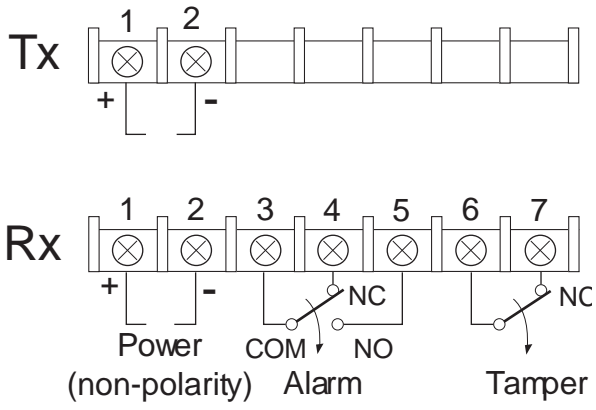 1 2
Tx
+ -
1 2 3 4 5 6 7
Rx
+ - NC NC
Power COM NO
(non-polarity) Alarm Tamper